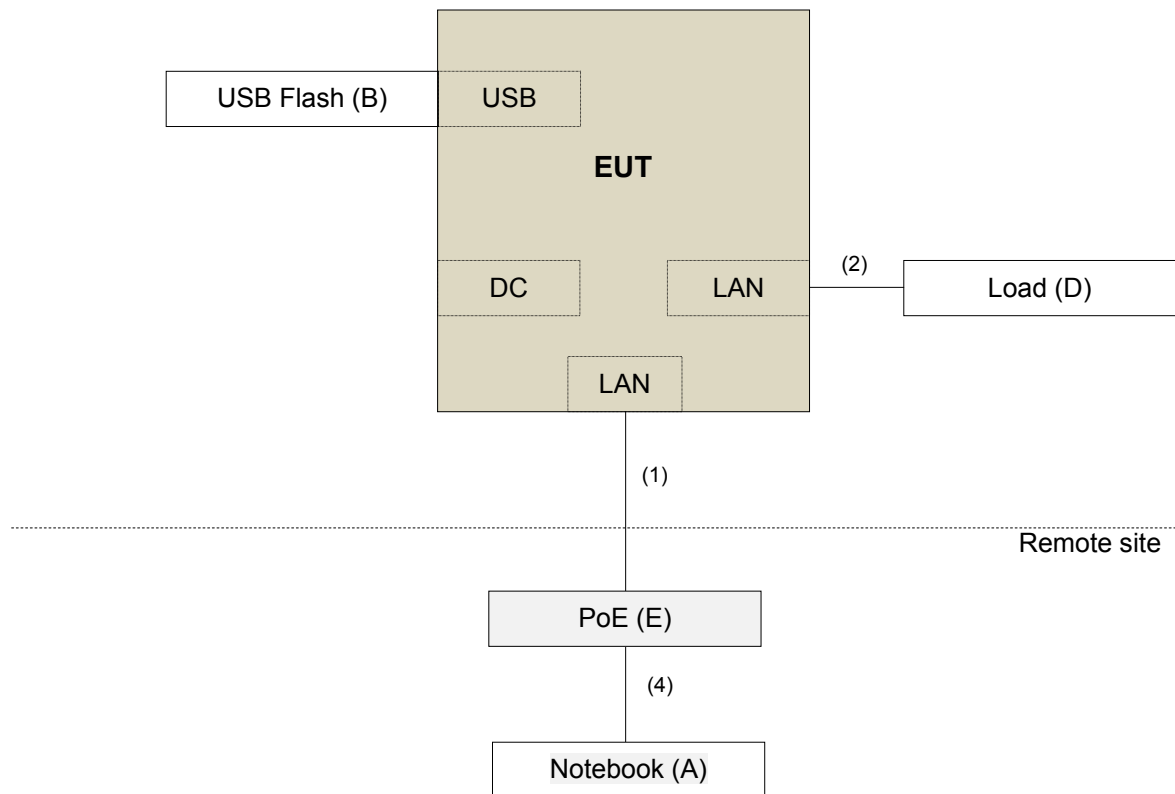 USB Flash (B)
USB
EUT
DC
LAN
(2)
Load (D)
LAN
(1)
Remote site
PoE (E)
(4)
Notebook (A)